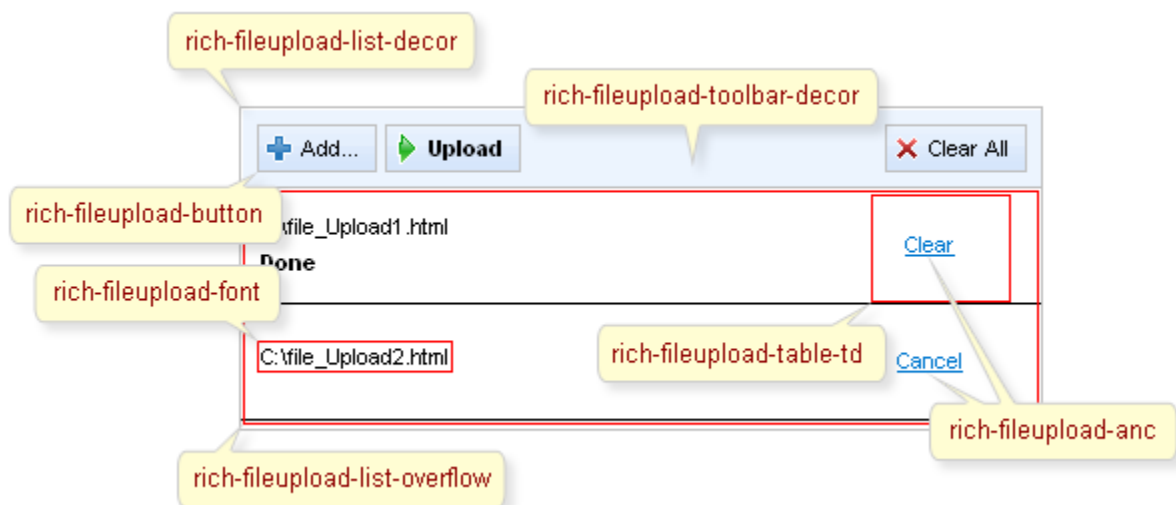 rich-fileupload-list-decor
rich-fileupload-toolbar-decor
Add...
Upload
Clear All
rich-fileupload-button
\file_Upload1.html
Clear
Done
rich-fileupload-font
C:\file_Upload2.html
rich-fileupload-table-td
Cancel
rich-fileupload-anc
rich-fileupload-list-overflow